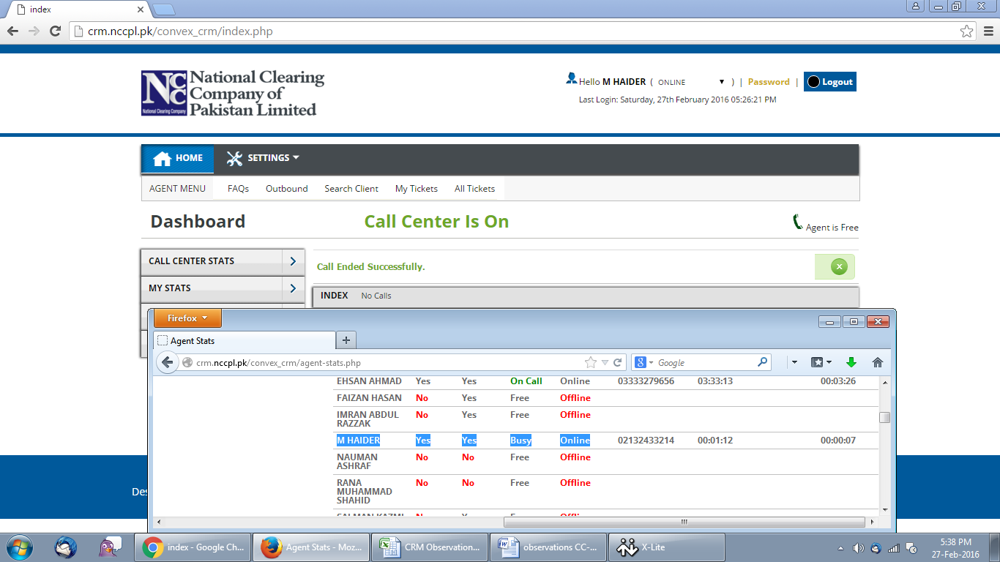 index
crm.nccpl.pk/convex_crm/index.php
NCC
National Clearing Company
National Clearing
Company of
Pakistan Limited
Hello M HAIDER ( ONLINE ) | Password | Logout
Last Login: Saturday, 27th February 2016 05:26:21 PM
HOME SETTINGS
AGENT MENU FAQs Outbound Search Client My Tickets All Tickets
Dashboard Call Center Is On Agent is Free
CALL CENTER STATS
Call Ended Successfully.
MY STATS
INDEX No Calls
Firefox
Agent Stats
crm.nccpl.pk/convex_crm/agent-stats.php Google
EHSAN AHMAD Yes Yes On Call Online 03333279656 03:33:13 00:03:26
FAIZAN HASAN No Yes Free Offline
IMRAN ABDUL
RAZZAK No Yes Free Offline
M HAIDER Yes Yes Busy Online 02132433214 00:01:12 00:00:07
NAUMAN
ASHRAF No No Free Offline
RANA
MUHAMMAD
SHAHID No No Free Offline
Des
index - Google Ch... Agent Stats - Moz... CRM Observation... observations CC-... X-Lite
5:38 PM
27-Feb-2016